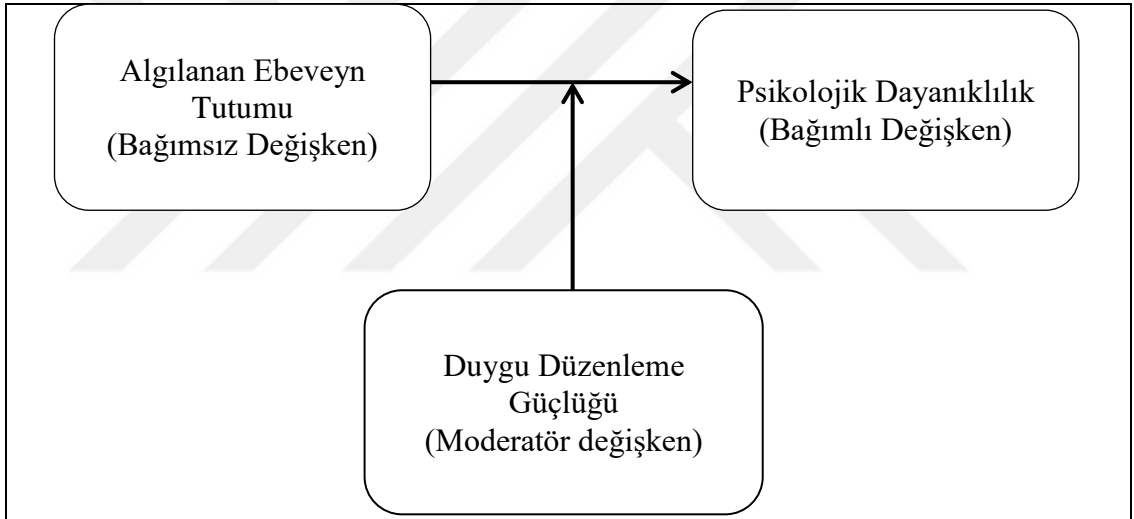 Algılanan Ebeveyn
Tutumu
(Bağımsız Değişken)
Psikolojik Dayanıklılık
(Bağımlı Değişken)
Duygu Düzenleme
Güçlüğü
(Moderatör değişken)